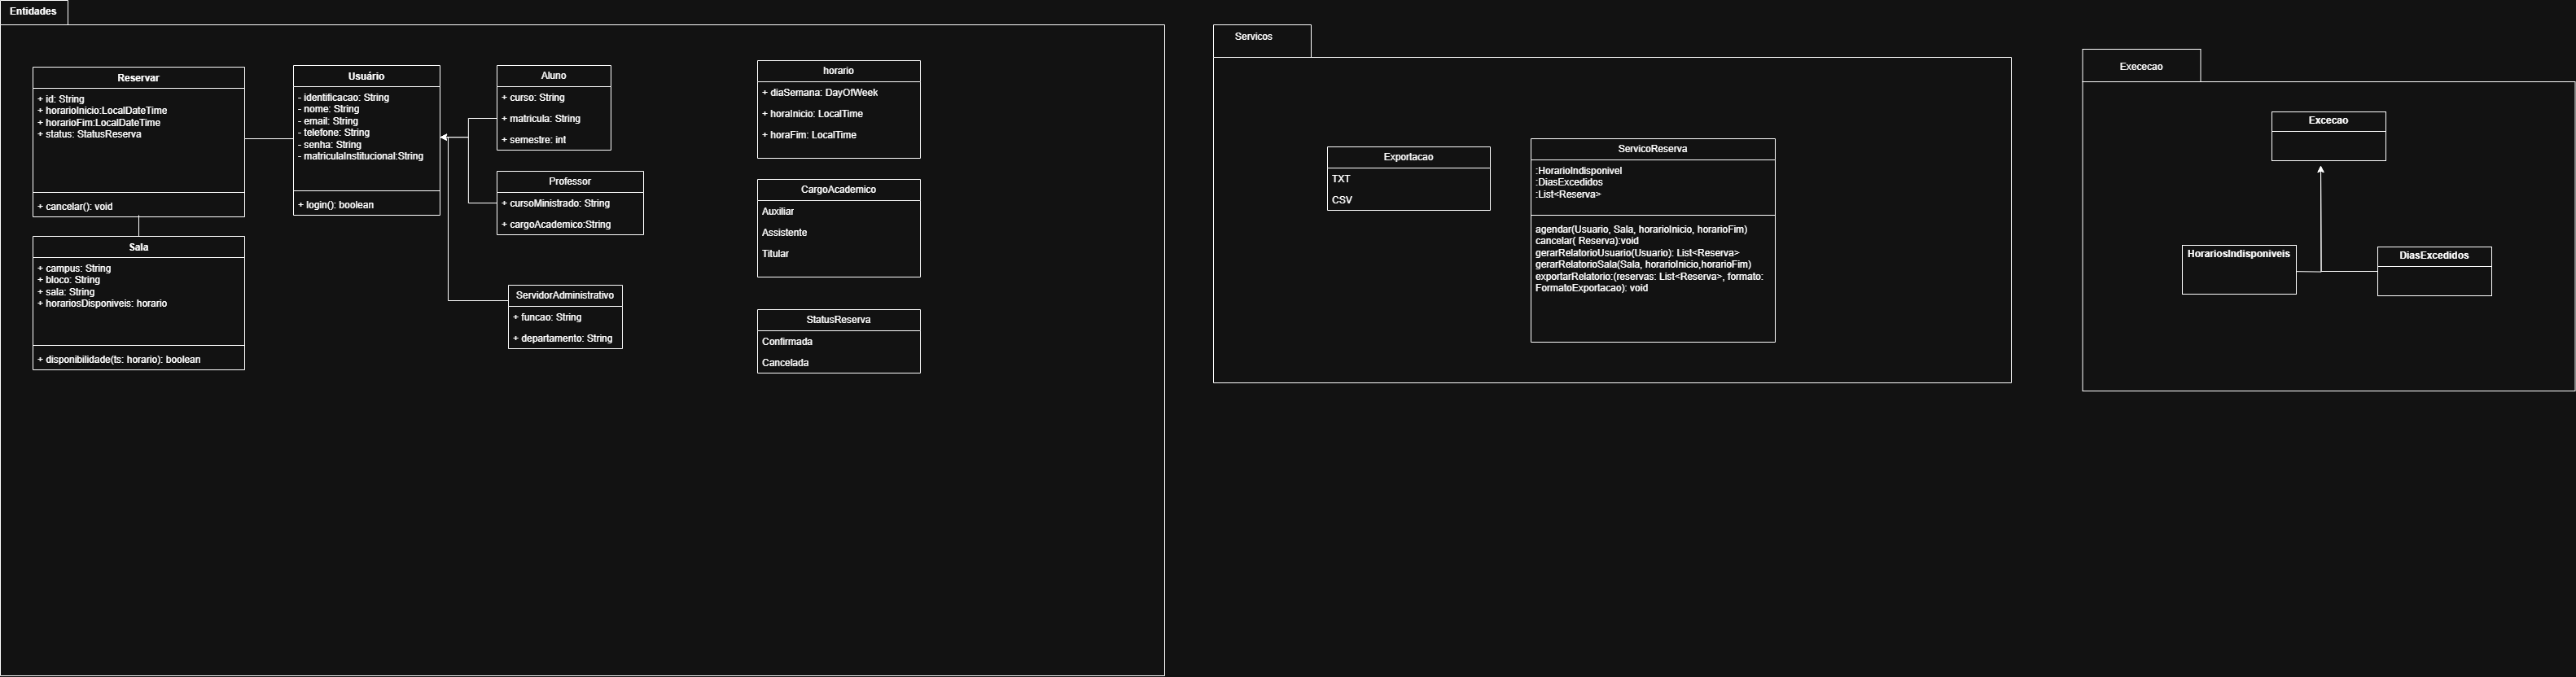 Entidades
Reservar
+ id: String
+ horarioInicio:LocalDateTime
+ horarioFim:LocalDateTime
+ status: StatusReserva
+ cancelar(): void
Sala
+ campus: String
+ bloco: String
+ sala: String
+ horariosDisponiveis: horario
+ disponibilidade(ts: horario): boolean
Usuário
- identificacao: String
- nome: String
- email: String
- telefone: String
- senha: String
- matriculaInstitucional:String
+ login(): boolean
Aluno
+ curso: String
+ matricula: String
+ semestre: int
Professor
+ cursoMinistrado: String
+ cargoAcademico:String
ServidorAdministrativo
+ funcao: String
+ departamento: String
horario
+ diaSemana: DayOfWeek
+ horaInicio: LocalTime
+ horaFim: LocalTime
CargoAcademico
Auxiliar
Assistente
Titular
StatusReserva
Confirmada
Cancelada
Servicos
Exportacao
TXT
CSV
ServicoReserva
:HorarioIndisponivel
:DiasExcedidos
:List<Reserva>
agendar(Usuario, Sala, horarioInicio, horarioFim)
cancelar( Reserva):void
gerarRelatorioUsuario(Usuario): List<Reserva>
gerarRelatorioSala(Sala, horarioInicio,horarioFim)
exportarRelatorio:(reservas: List<Reserva>, formato:
FormatoExportacao): void
Exececao
Excecao
HorariosIndisponiveis
DiasExcedidos